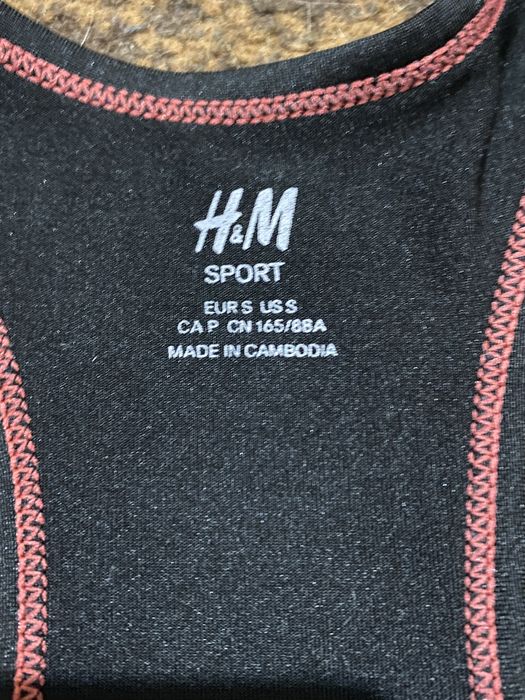 H&M
SPORT
EUR S US S
CA P CN 165/88A
MADE IN CAMBODIA